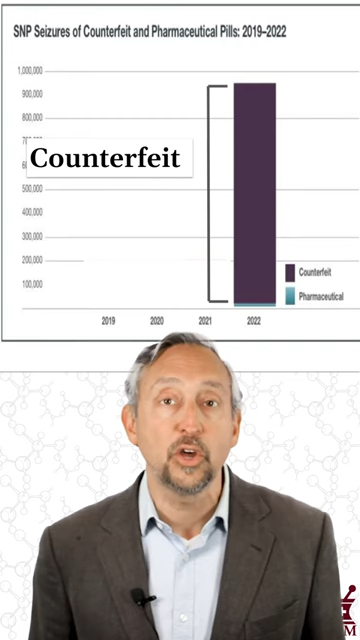 SNP Seizures of Counterfeit and Pharmaceutical Pills: 2019–2022
1,000,000
900,000
800,000
Counterfeit
500,000
400,000
300,000
200,000
100,000
Counterfeit
Pharmaceutical
2019 2020 2021 2022
M